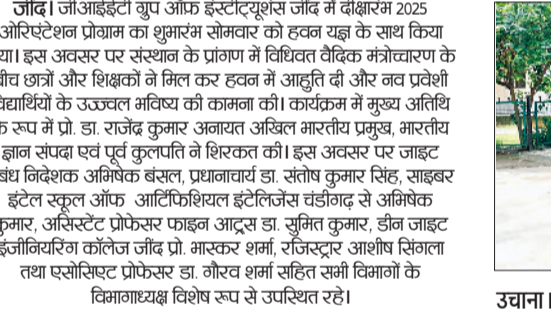 जींद। जीआईईटी ग्रुप ऑफ इंस्टीट्यूशंस जींद में दीक्षारंभ 2025
ओरिएंटेशन प्रोग्राम का शुभारंभ सोमवार को हवन यज्ञ के साथ किया
या। इस अवसर पर संस्थान के प्रांगण में विधिवत वैदिक मंत्रोच्चारण के
बीच छात्रों और शिक्षकों ने मिल कर हवन में आहुति दी और नव प्रवेशी
विद्यार्थियों के उज्ज्वल भविष्य की कामना की। कार्यक्रम में मुख्य अतिथि
के रूप में प्रो. डा. राजेंद्र कुमार अनायत अखिल भारतीय प्रमुख, भारतीय
ज्ञान संपदा एवं पूर्व कुलपति ने शिरकत की। इस अवसर पर जाइट
बंध निदेशक अभिषेक बंसल, प्रधानाचार्य डा. संतोष कुमार सिंह, साइबर
इंटेल स्कूल ऑफ आर्टिफिशियल इंटेलिजेंस चंडीगढ़ से अभिषेक
कुमार, असिस्टेंट प्रोफेसर फाइन आट्र्स डा. सुमित कुमार, डीन जाइट
इंजीनियरिंग कॉलेज जींद प्रो. भास्कर शर्मा, रजिस्ट्रार आशीष सिंगला
तथा एसोसिएट प्रोफेसर डा. गौरव शर्मा सहित सभी विभागों के
विभागाध्यक्ष विशेष रूप से उपस्थित रहे।
उचाना।